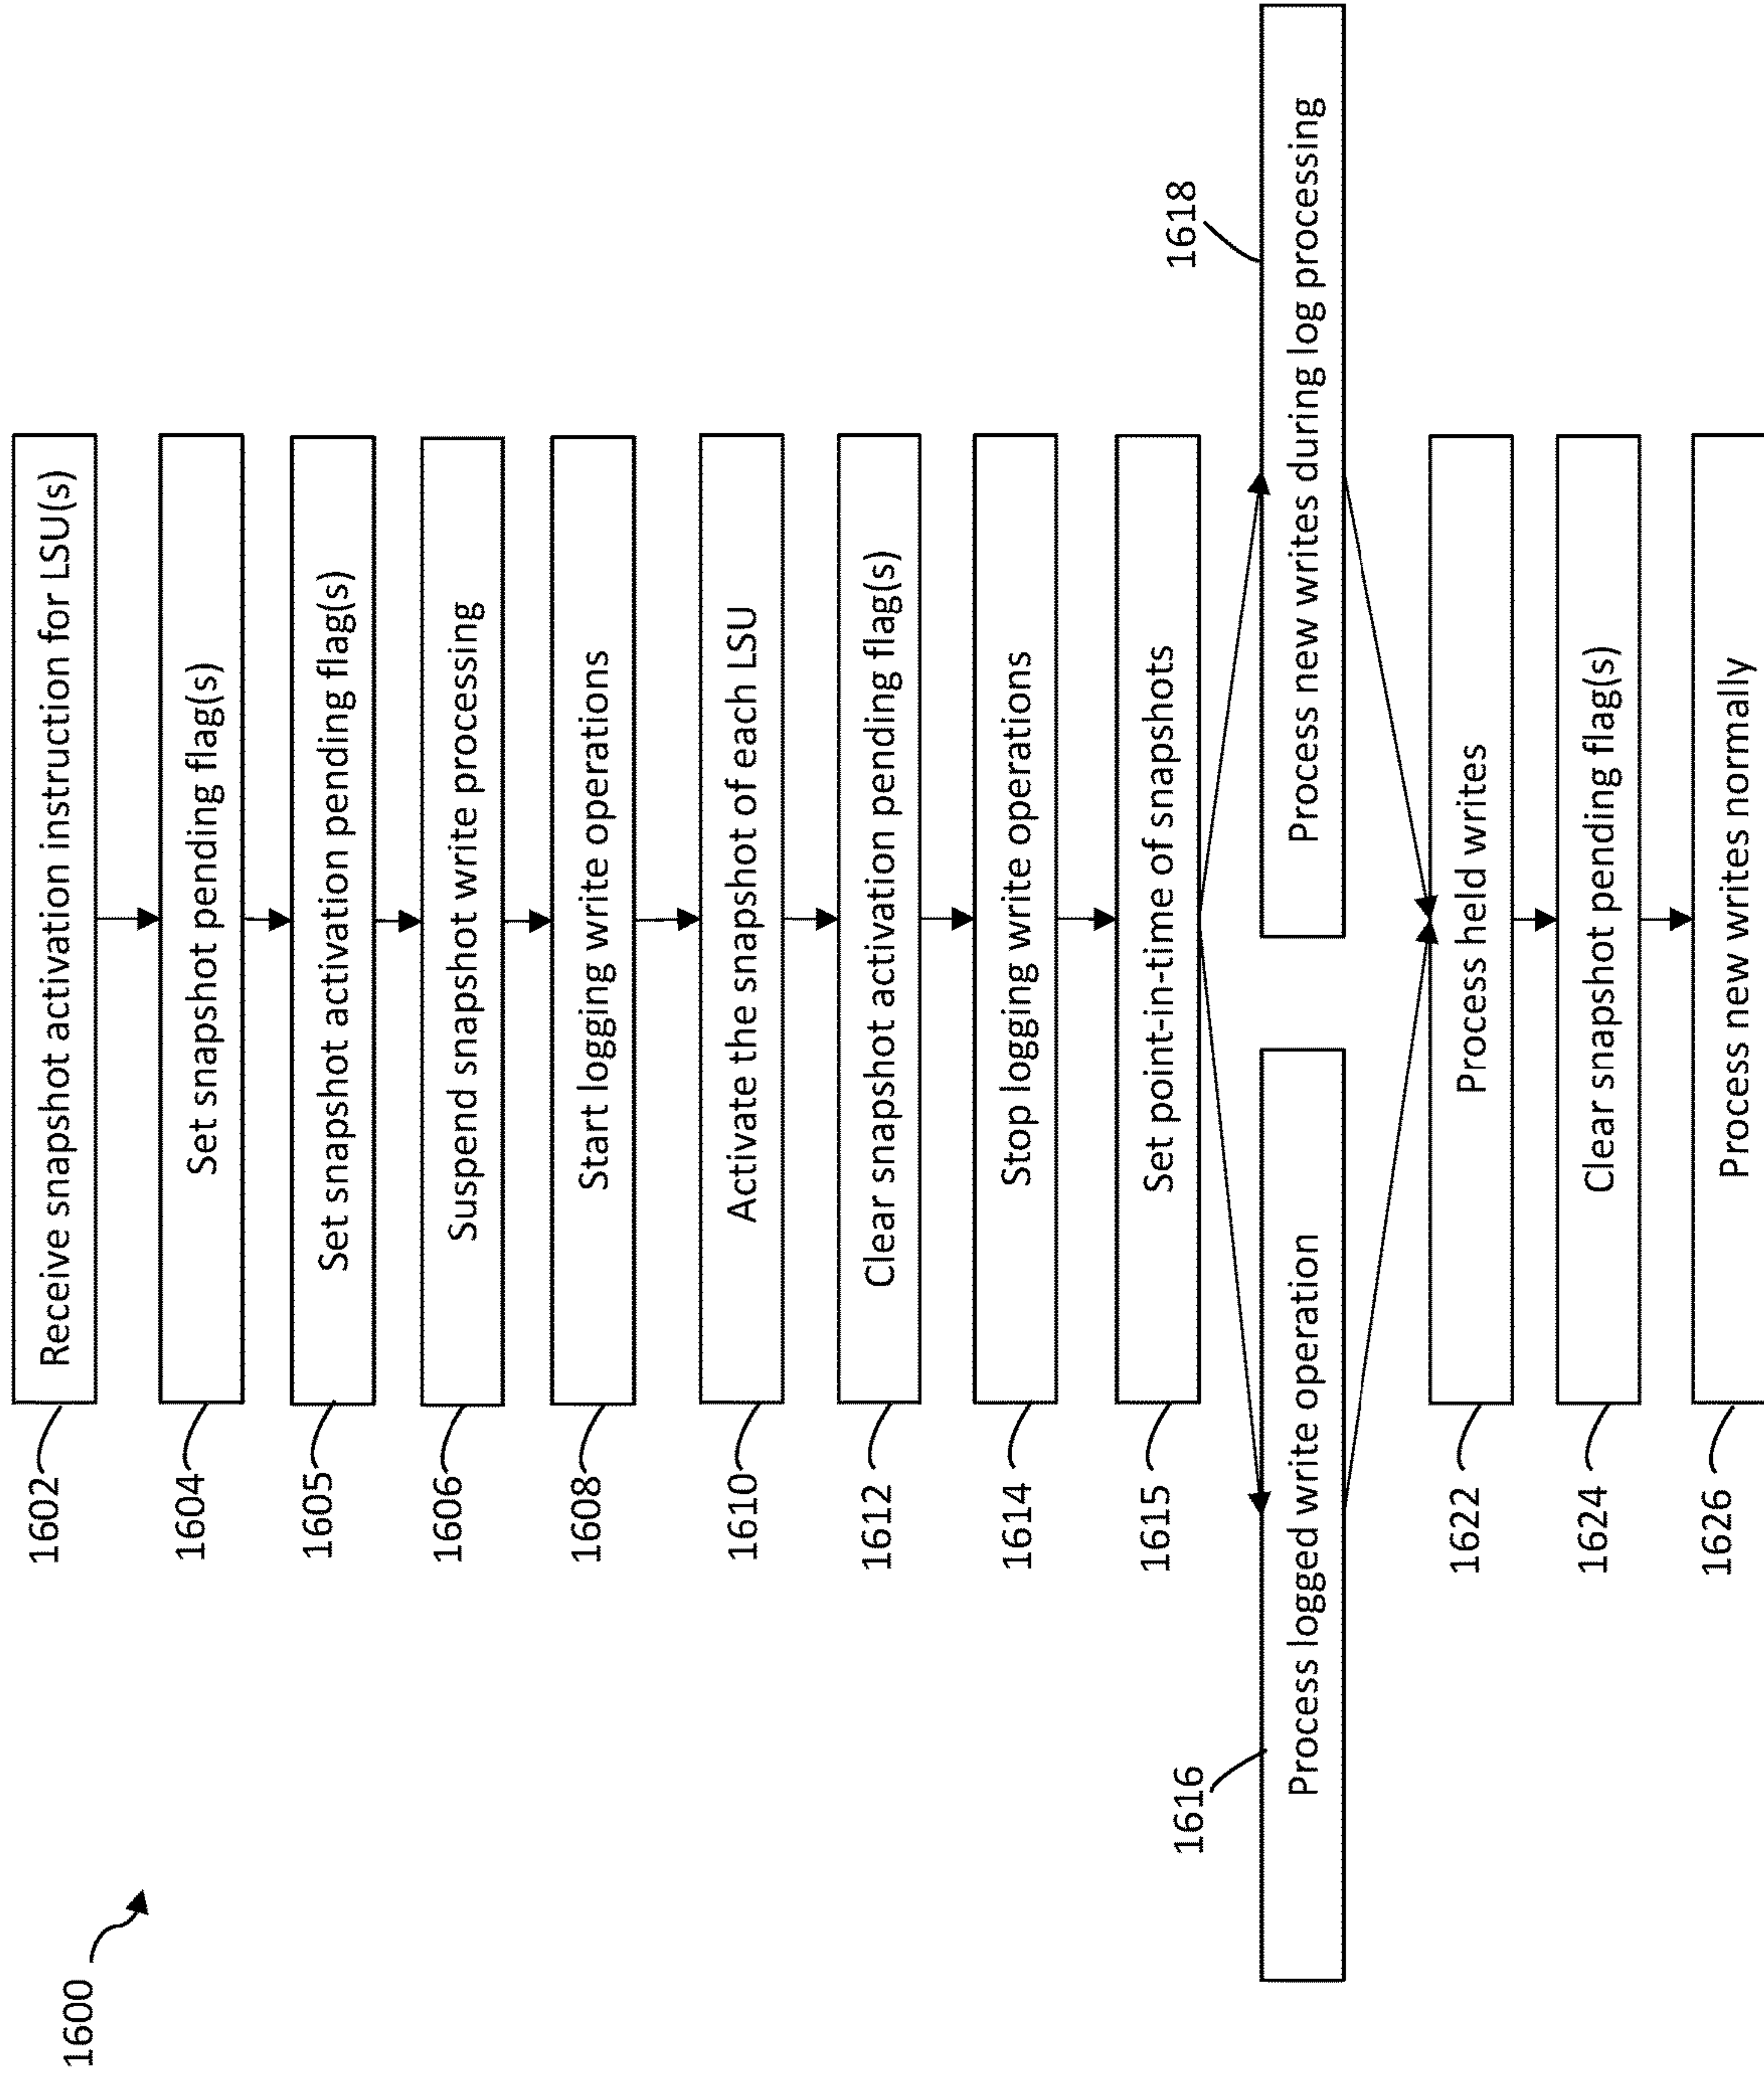 1600
1602
Receive snapshot activation instruction for LSU(s)
1604
Set snapshot pending flag(s)
1605
Set snapshot activation pending flag(s)
1606
Suspend snapshot write processing
1608
Start logging write operations
1610
Activate the snapshot of each LSU
1612
Clear snapshot activation pending flag(s)
1614
Stop logging write operations
1615
Set point-in-time of snapshots
1616
Process logged write operation
1618
Process new writes during log processing
1622
Process held writes
1624
Clear snapshot pending flag(s)
1626
Process new writes normally